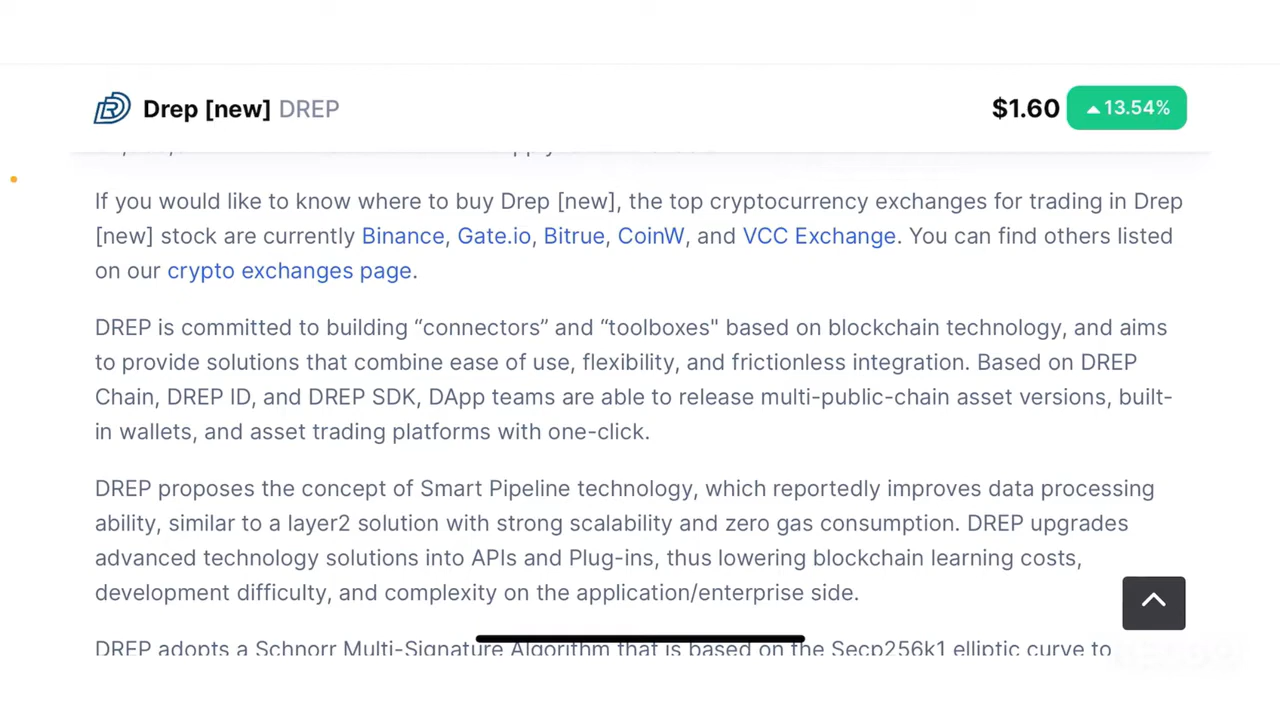 Drep [new] DREP
$1.60
13.54%
If you would like to know where to buy Drep [new], the top cryptocurrency exchanges for trading in Drep
[new] stock are currently Binance, Gate.io, Bitrue, CoinW, and VCC Exchange. You can find others listed
on our crypto exchanges page.
DREP is committed to building “connectors” and “toolboxes" based on blockchain technology, and aims
to provide solutions that combine ease of use, flexibility, and frictionless integration. Based on DREP
Chain, DREP ID, and DREP SDK, DApp teams are able to release multi-public-chain asset versions, built-
in wallets, and asset trading platforms with one-click.
DREP proposes the concept of Smart Pipeline technology, which reportedly improves data processing
ability, similar to a layer2 solution with strong scalability and zero gas consumption. DREP upgrades
advanced technology solutions into APIs and Plug-ins, thus lowering blockchain learning costs,
development difficulty, and complexity on the application/enterprise side.
DREP adopts a Schnorr Multi-Signature Algorithm that is based on the Secp256k1 elliptic curve to